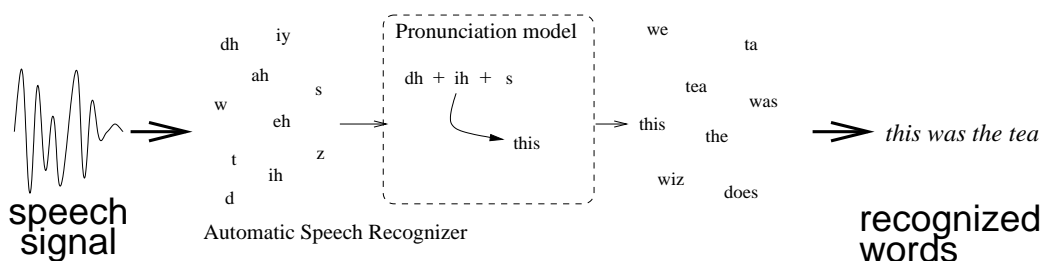 speech
signal
dh
iy
ah
s
w
eh
t
z
ih
d
Automatic Speech Recognizer
Pronunciation model
dh + ih + s
this
we
ta
tea
was
this
the
wiz
does
this was the tea
recognized
words